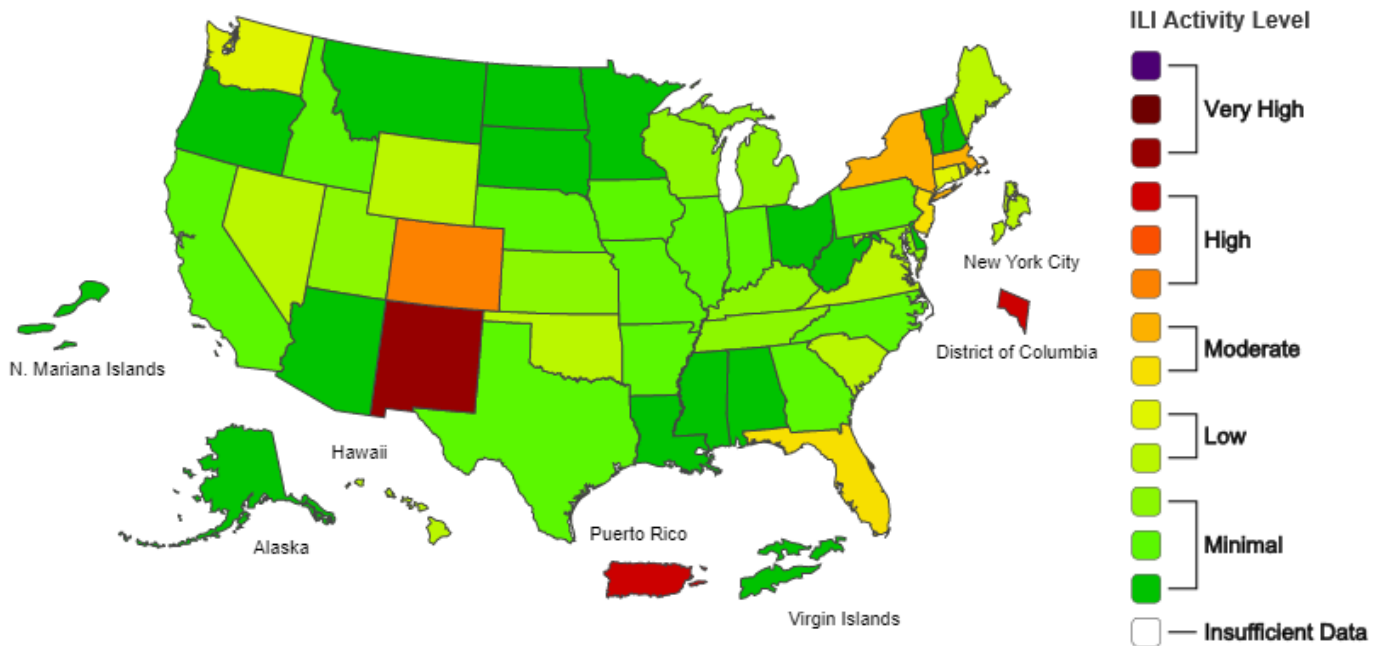 ILI Activity Level
Very High
High
Moderate
Low
Minimal
Insufficient Data
New York City
District of Columbia
N. Mariana Islands
Hawaii
Alaska
Puerto Rico
Virgin Islands